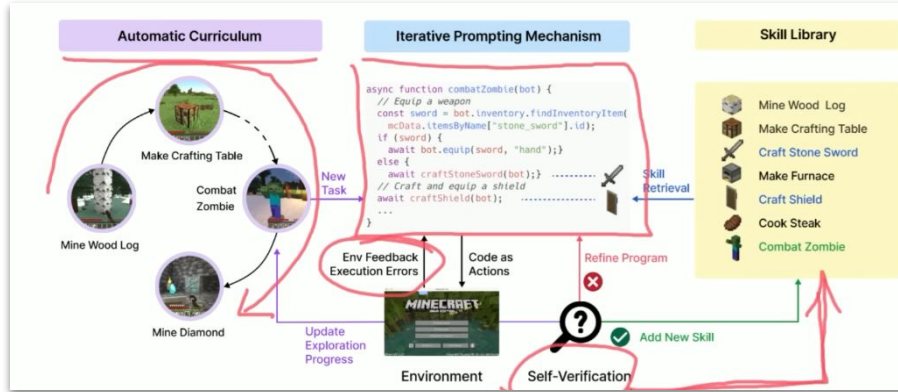 Automatic Curriculum
Make Crafting Table
Combat
Zombie
Mine Wood Log
Mine Diamond
New
Task
Update
Exploration
Progress
Iterative Prompting Mechanism
async function combatZombie(bot) {
// Equip a weapon
const sword = bot.inventory.findInventoryItem(
mcData.itemsByName["stone_sword"].id);
if (sword) {
await bot.equip(sword, "hand");}
else {
await craftStoneSword(bot);}
// Craft and equip a shield
await craftShield(bot);
...
}
Env Feedback
Execution Errors
Code as
Actions
Refine Program
MINECRAFT
Environment
?
Self-Verification
Add New Skill
Skill
Retrieval
Skill Library
Mine Wood Log
Make Crafting Table
Craft Stone Sword
Make Furnace
Craft Shield
Cook Steak
Combat Zombie